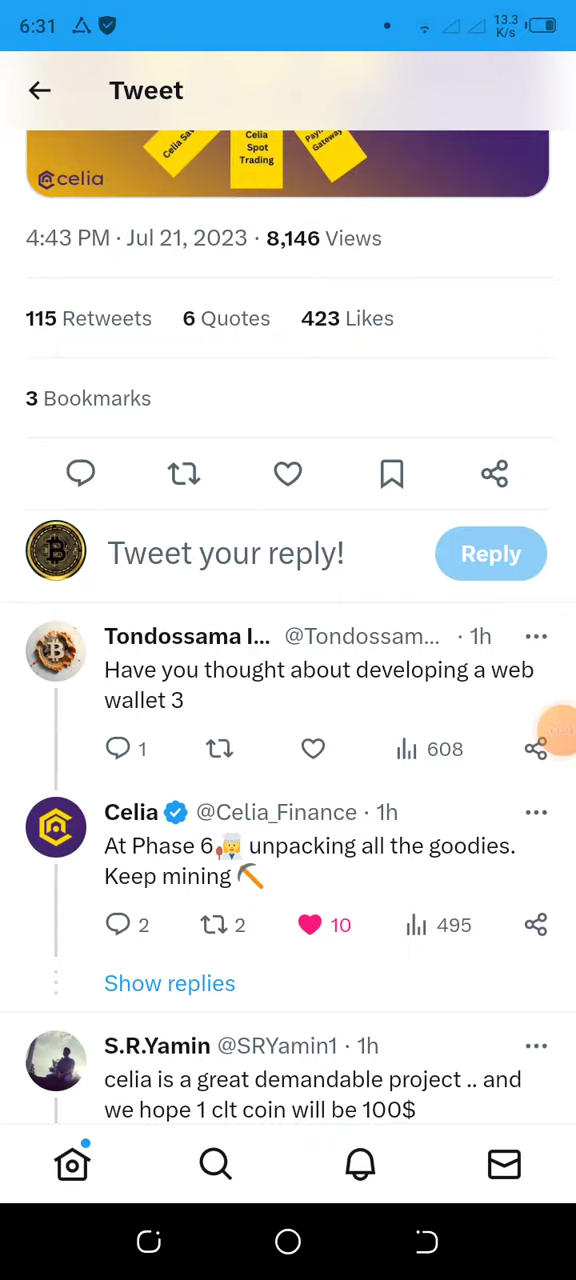 6:31
13.3
K/s
Tweet
Celia
Spot
Trading
Gateway
celia
4:43 PM · Jul 21, 2023 · 8,146 Views
115 Retweets 6 Quotes 423 Likes
3 Bookmarks
Tweet your reply! Reply
Tondossama I... @Tondossam... · 1h
Have you thought about developing a web
wallet 3
1 608
00:21
Celia @Celia_Finance · 1h
At Phase 6👩‍🍳 unpacking all the goodies.
Keep mining ⛏️
2 2 10 495
Show replies
S.R.Yamin @SRYamin1 · 1h
celia is a great demandable project .. and
we hope 1 clt coin will be 100$